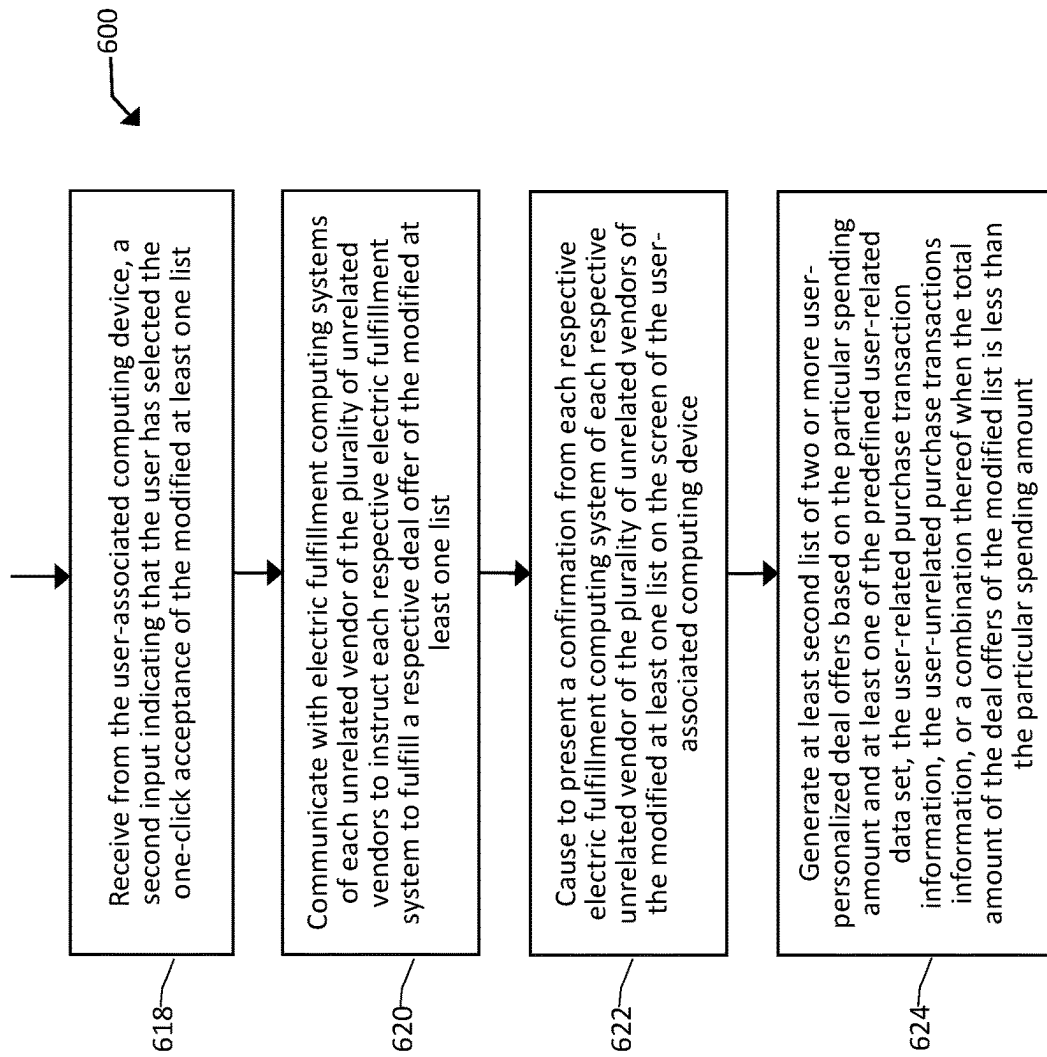 600
618
Receive from the user-associated computing device, a
second input indicating that the user has selected the
one-click acceptance of the modified at least one list
620
Communicate with electric fulfillment computing systems
of each unrelated vendor of the plurality of unrelated
vendors to instruct each respective electric fulfillment
system to fulfill a respective deal offer of the modified at
least one list
622
Cause to present a confirmation from each respective
electric fulfillment computing system of each respective
unrelated vendor of the plurality of unrelated vendors of
the modified at least one list on the screen of the user-
associated computing device
624
Generate at least second list of two or more user-
personalized deal offers based on the particular spending
amount and at least one of the predefined user-related
data set, the user-related purchase transaction
information, the user-unrelated purchase transactions
information, or a combination thereof when the total
amount of the deal offers of the modified list is less than
the particular spending amount